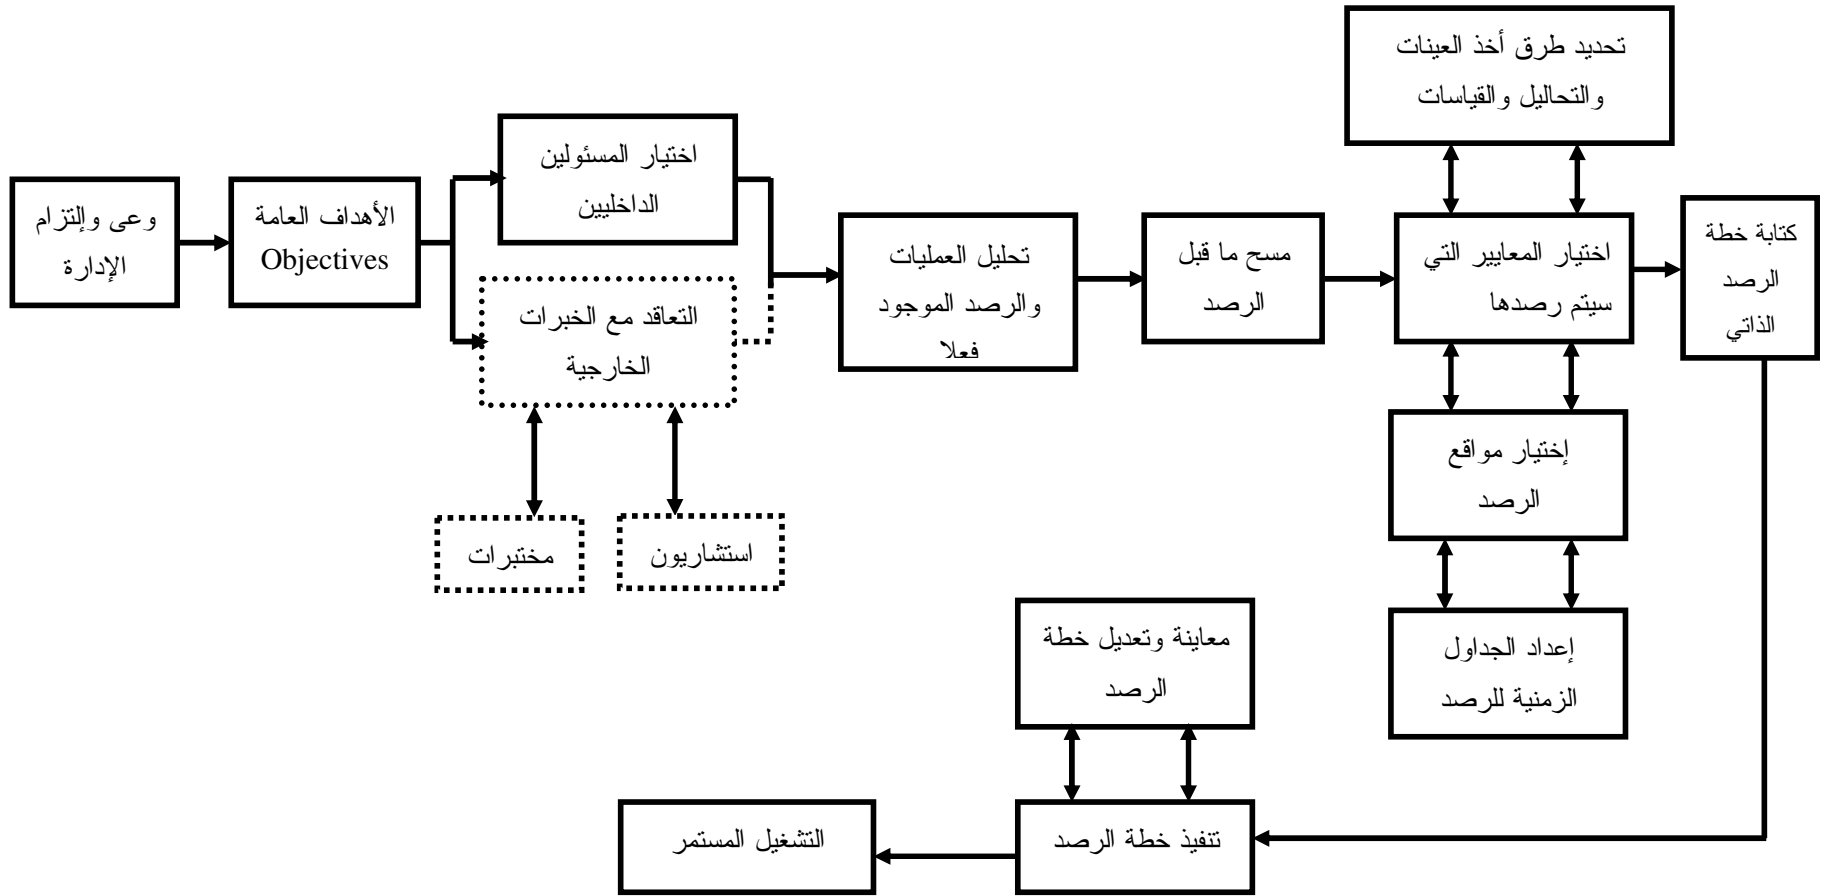 وعى وإلتزام
الإدارة
الأهداف العامة
Objectives
اختيار المسئولين
الداخليين
التعاقد مع الخبرات
الخارجية
مختبرات
استشاريون
تحليل العمليات
والرصد الموجود
فعلا
مسح ما قبل
الرصد
تحديد طرق أخذ العينات
والتحاليل والقياسات
اختيار المعايير التي
سيتم رصدها
إختيار مواقع
الرصد
إعداد الجداول
الزمنية للرصد
كتابة خطة
الرصد
الذاتي
معاينة وتعديل خطة
الرصد
تنفيذ خطة الرصد
التشغيل المستمر